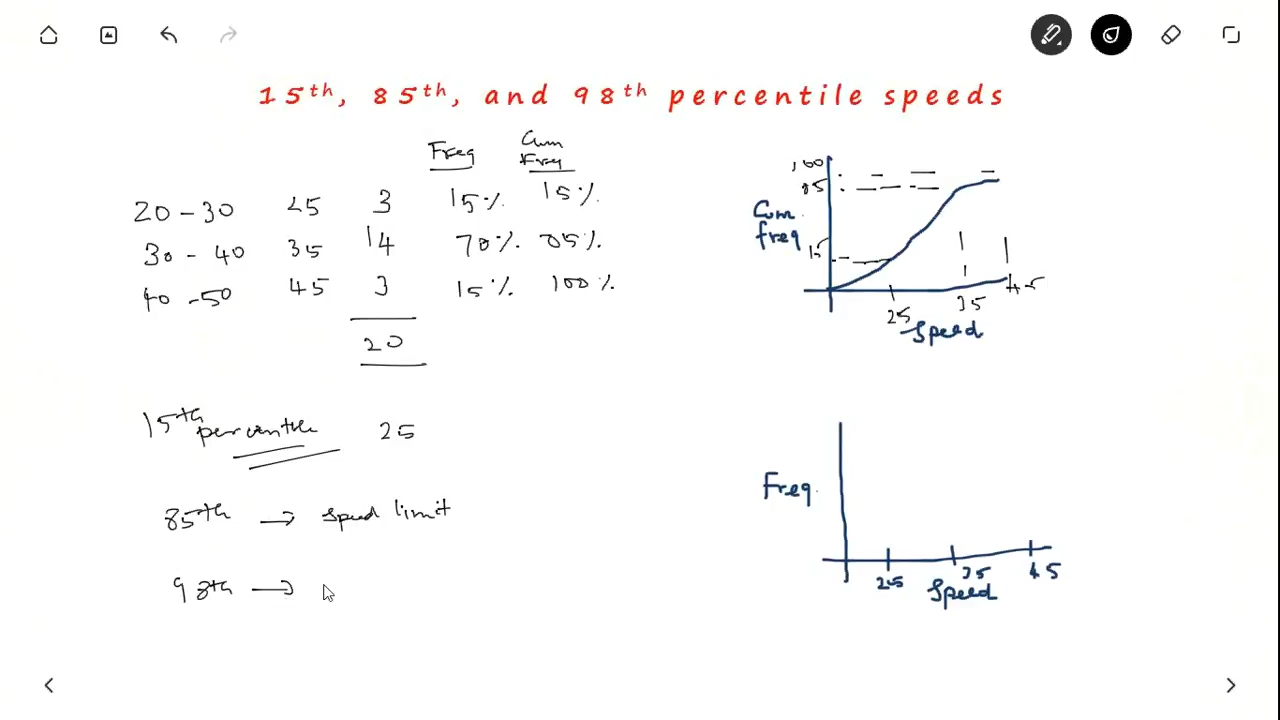 15th, 85th, and 98th percentile speeds
Freq Cum Freq
20 - 30 25 3 15% 15%
30 - 40 35 14 70% 85%
40 - 50 45 3 15% 100%
20
15th percentile 25
85th → speed limit
98th →
100
85
Cum freq
15
25 35 45
Speed
Freq.
25 35 45
Speed